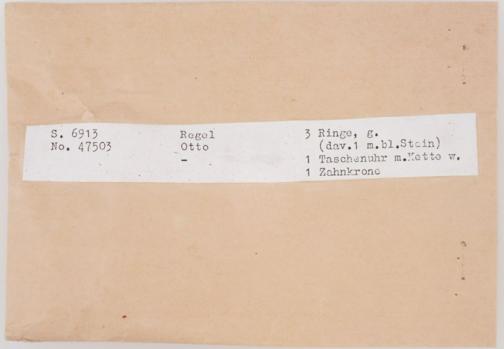 S. 6913 Regel 3 Ringe, g.
No. 47503 Otto (dav.1 m.bl.Stein)
- 1 Taschenuhr m.Kette w.
1 Zahnkrone